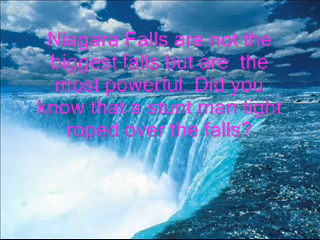 Niagara Falls are not the
biggest falls but are the
most powerful. Did you
know that a stunt man tight
roped over the falls?